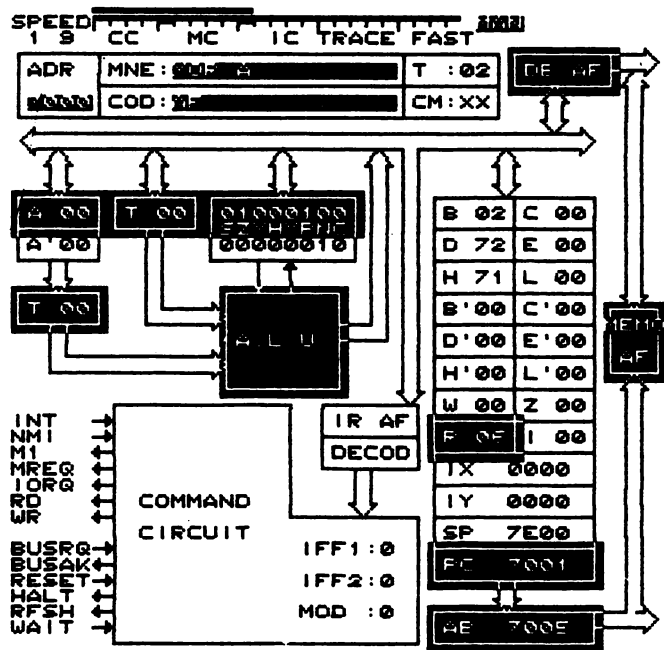 SPEED
1 9 CC MC IC TRACE FAST
ADR MNE: T :02
COD: CM:XX
DB AF
A 00 T 00 01000100
SZ H PNC
A'00 00000010
T 00
A L U
B 02 C 00
D 72 E 00
H 71 L 00
B'00 C'00
D'00 E'00
H'00 L'00
W 00 Z 00
R 0F I 00
IX 0000
IY 0000
SP 7E00
PC 7001
AB 7005
MEMO
AF
IR AF
DECOD
INT
NMI
M1
MREQ
IORQ
RD
WR
BUSRQ
BUSAK
RESET
HALT
RFSH
WAIT
COMMAND
CIRCUIT
IFF1:0
IFF2:0
MOD :0